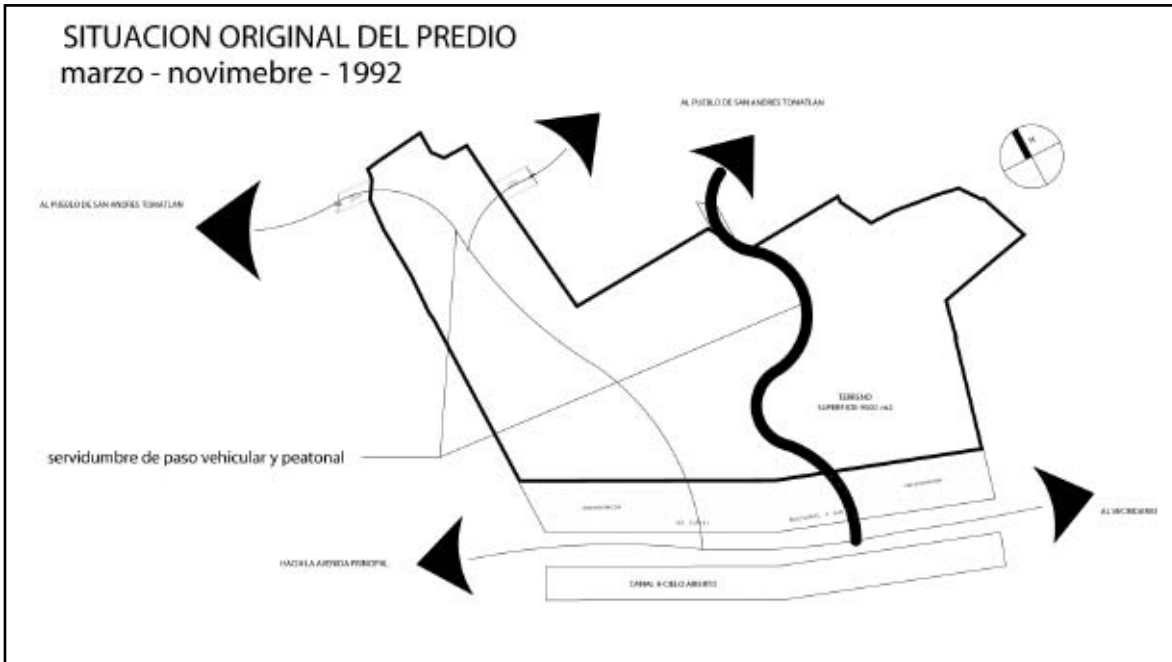 SITUACION ORIGINAL DEL PREDIO
marzo - novimebre - 1992
AL PUEBLO DE SAN ANDRES TOMATLAN
N
AL PUEBLO DE SAN ANDRES TOMATLAN
TERRENO
SUPERFICIE
servidumbre de paso vehicular y peatonal
AL VECINDARIO
HACIA LA AVENIDA PRINCIPAL
CANAL A CIELO ABIERTO